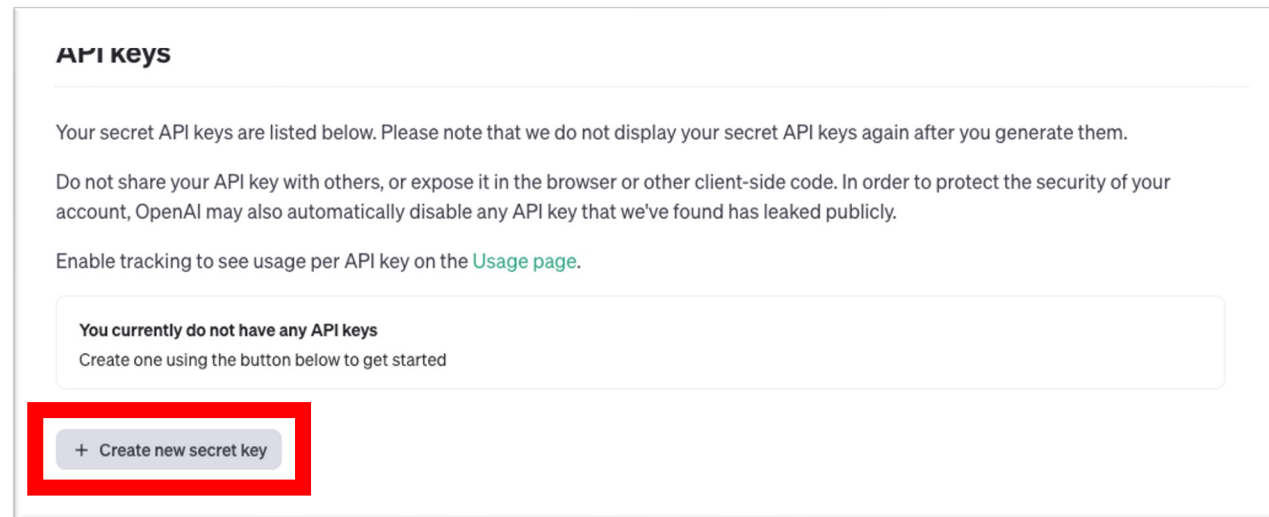 API keys
Your secret API keys are listed below. Please note that we do not display your secret API keys again after you generate them.
Do not share your API key with others, or expose it in the browser or other client-side code. In order to protect the security of your
account, OpenAI may also automatically disable any API key that we've found has leaked publicly.
Enable tracking to see usage per API key on the Usage page.
You currently do not have any API keys
Create one using the button below to get started
+ Create new secret key